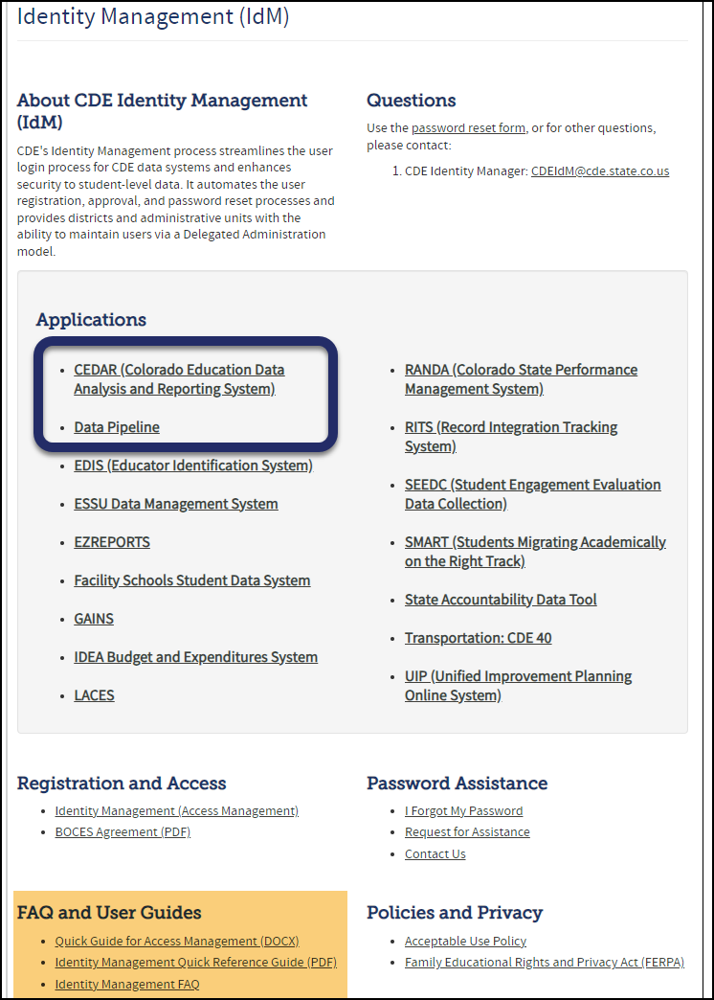 Identity Management (IdM)
About CDE Identity Management
(IdM)
CDE's Identity Management process streamlines the user
login process for CDE data systems and enhances
security to student-level data. It automates the user
registration, approval, and password reset processes and
provides districts and administrative units with the
ability to maintain users via a Delegated Administration
model.
Questions
Use the password reset form, or for other questions,
please contact:
1. CDE Identity Manager: CDEIdM@cde.state.co.us
Applications
• CEDAR (Colorado Education Data
Analysis and Reporting System)
• Data Pipeline
• EDIS (Educator Identification System)
• ESSU Data Management System
• EZREPORTS
• Facility Schools Student Data System
• GAINS
• IDEA Budget and Expenditures System
• LACES
• RANDA (Colorado State Performance
Management System)
• RITS (Record Integration Tracking
System)
• SEEDC (Student Engagement Evaluation
Data Collection)
• SMART (Students Migrating Academically
on the Right Track)
• State Accountability Data Tool
• Transportation: CDE 40
• UIP (Unified Improvement Planning
Online System)
Registration and Access
• Identity Management (Access Management)
• BOCES Agreement (PDF)
Password Assistance
• I Forgot My Password
• Request for Assistance
• Contact Us
FAQ and User Guides
• Quick Guide for Access Management (DOCX)
• Identity Management Quick Reference Guide (PDF)
• Identity Management FAQ
Policies and Privacy
• Acceptable Use Policy
• Family Educational Rights and Privacy Act (FERPA)